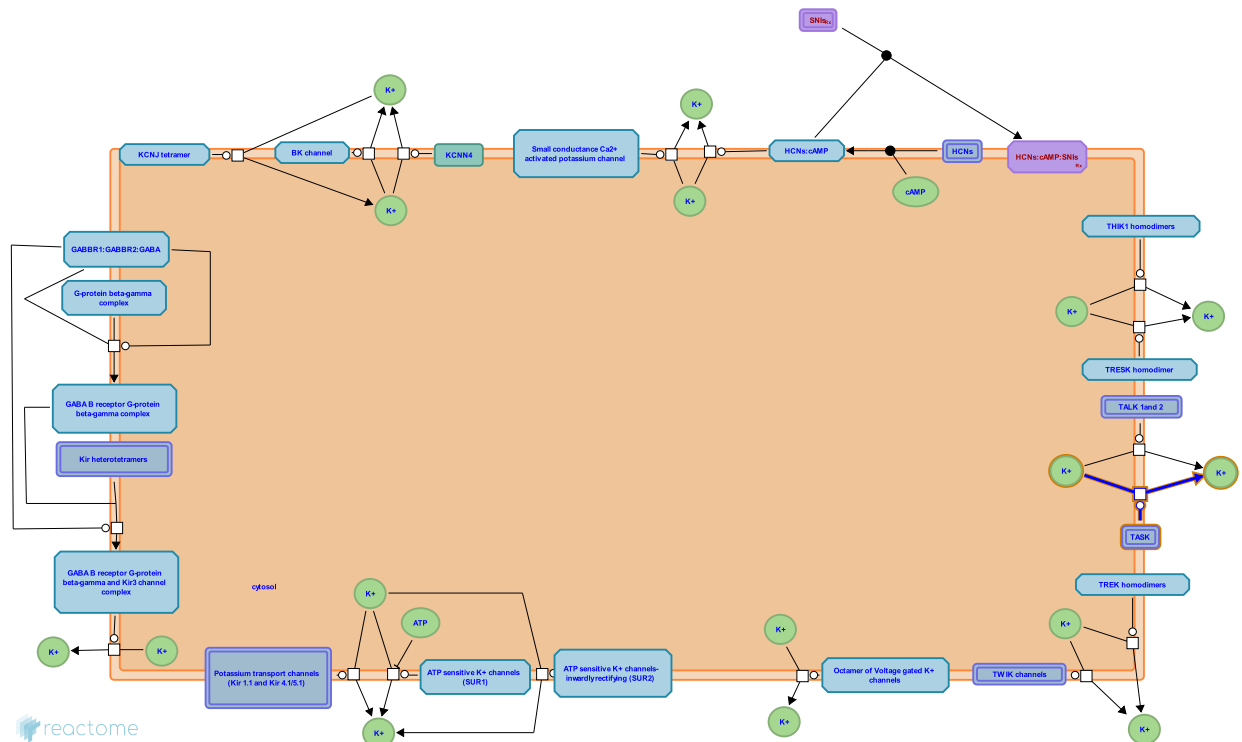 SNIsRx
K+
K+
KCNJ tetramer
BK channel
KCNN4
Small conductance Ca2+
activated potassium channel
HCNs:cAMP
HCNs
HCNs:cAMP:SNIs
Rx
cAMP
K+
K+
THIK1 homodimers
GABBR1:GABBR2:GABA
G-protein beta-gamma
complex
K+
K+
TRESK homodimer
GABA B receptor G-protein
beta-gamma complex
TALK 1and 2
Kir heterotetramers
K+
K+
TASK
GABA B receptor G-protein
beta-gamma and Kir3 channel
complex
cytosol
TREK homodimers
K+
ATP
K+
K+
K+
K+
Potassium transport channels
(Kir 1.1 and Kir 4.1/5.1)
ATP sensitive K+ channels
(SUR1)
ATP sensitive K+ channels-
inwardlyrectifying (SUR2)
Octamer of Voltage gated K+
channels
TWIK channels
K+
K+
K+
reactome